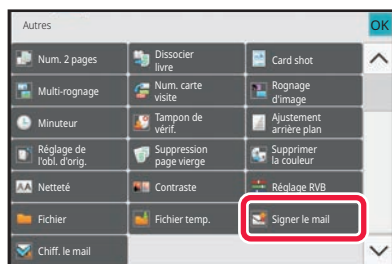 Autres
OK
Num. 2 pages
Dissocier
livre
Card shot
Multi-rognage
Num. carte
visite
Rognage
d'image
Minuteur
Tampon de
vérif.
Ajustement
arrière plan
Réglage de
l'obl. d'orig.
Suppression
page vierge
Supprimer
la couleur
AA Netteté
Contraste
Réglage RVB
Fichier
Fichier temp.
Signer le mail
Chiff. le mail